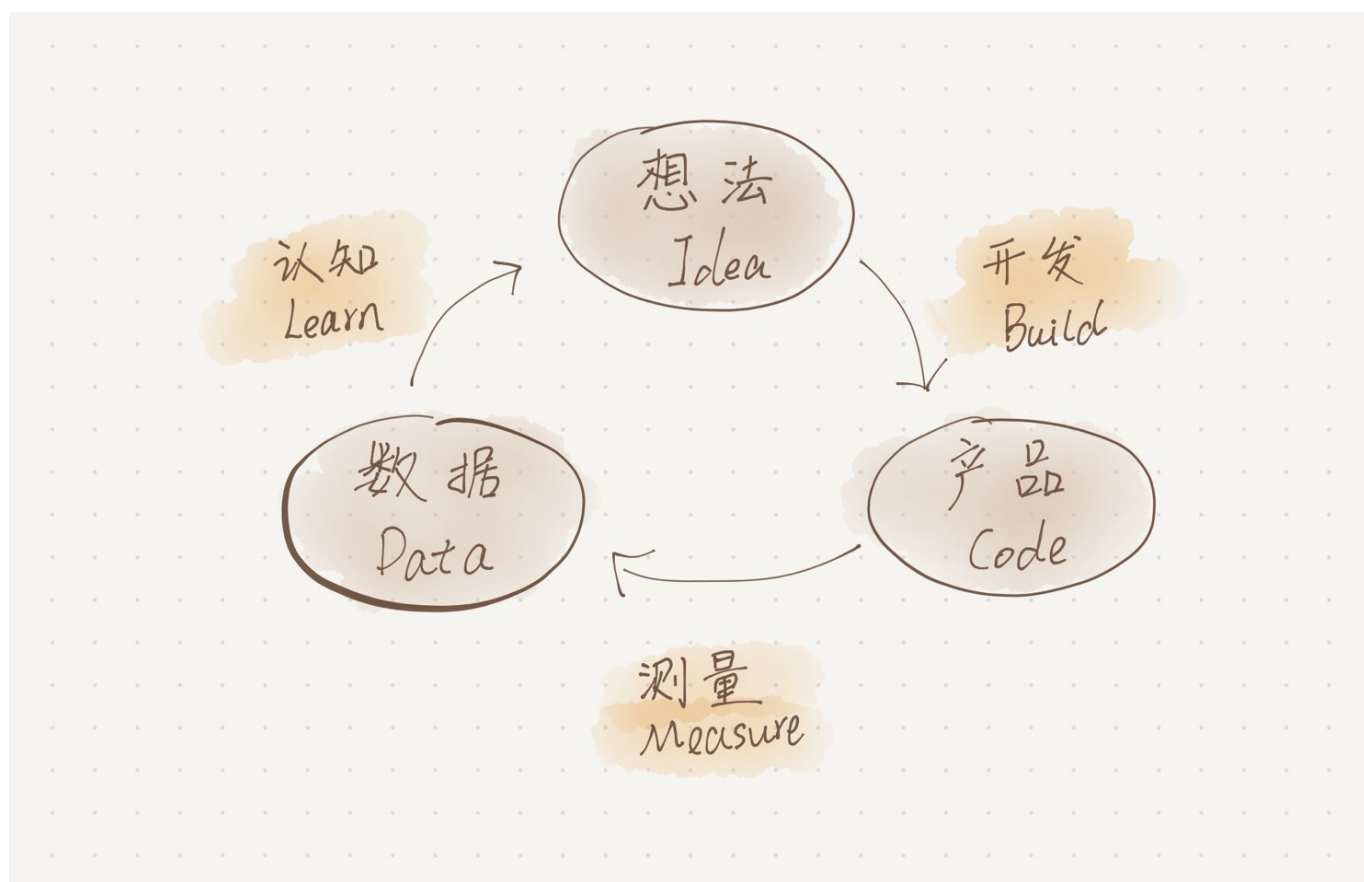 想法
Idea
认知
Learn
开发
Build
数据
Data
产品
Code
测量
Measure